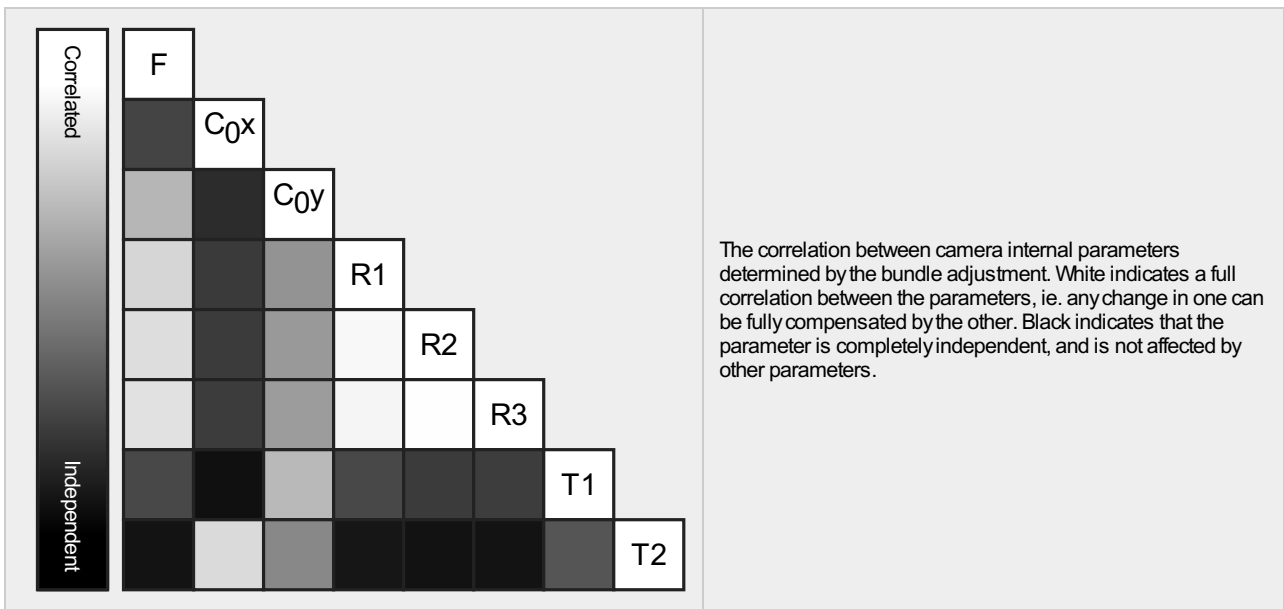 Correlated
Independent
F
C0x
C0y
R1
R2
R3
T1
T2
The correlation between camera internal parameters
determined by the bundle adjustment. White indicates a full
correlation between the parameters, ie. any change in one can
be fully compensated by the other. Black indicates that the
parameter is completely independent, and is not affected by
other parameters.